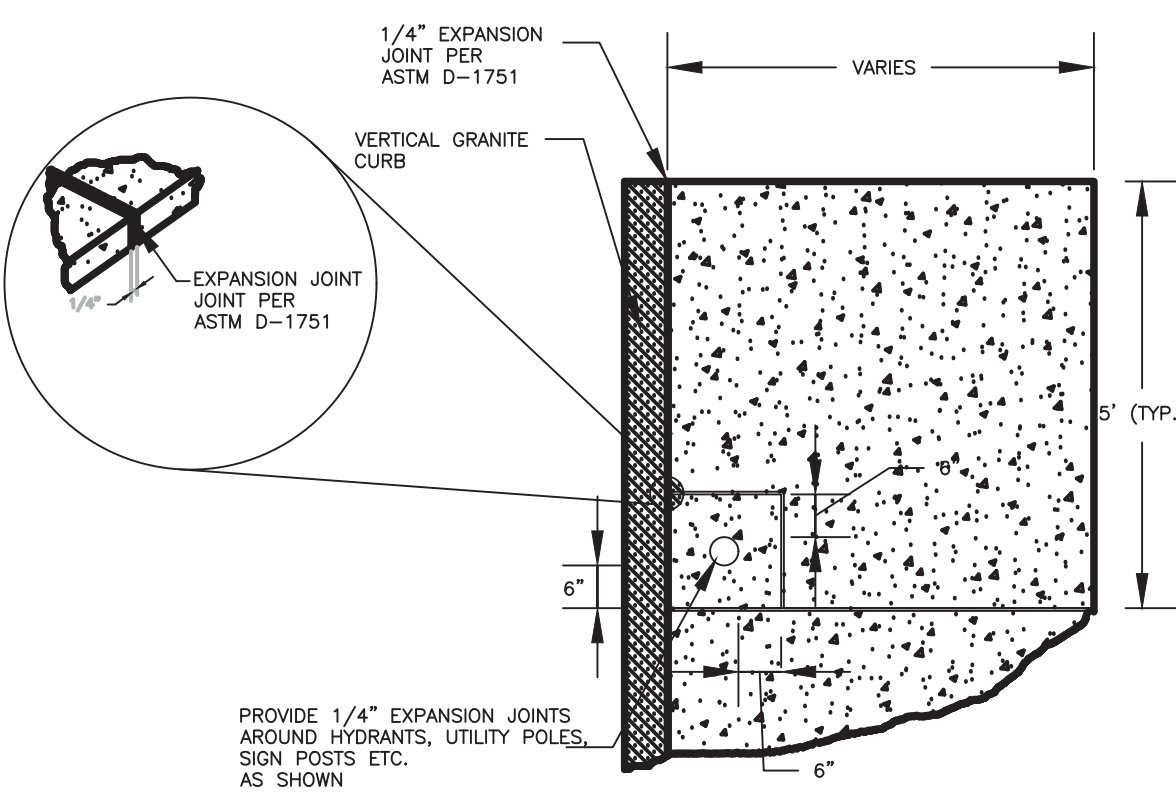 1/4" EXPANSION
JOINT PER
ASTM D-1751
VARIES
VERTICAL GRANITE
CURB
EXPANSION JOINT
JOINT PER
ASTM D-1751
1/4"
5' (TYP.
6"
6"
PROVIDE 1/4" EXPANSION JOINTS
AROUND HYDRANTS, UTILITY POLES,
SIGN POSTS ETC.
AS SHOWN
6"